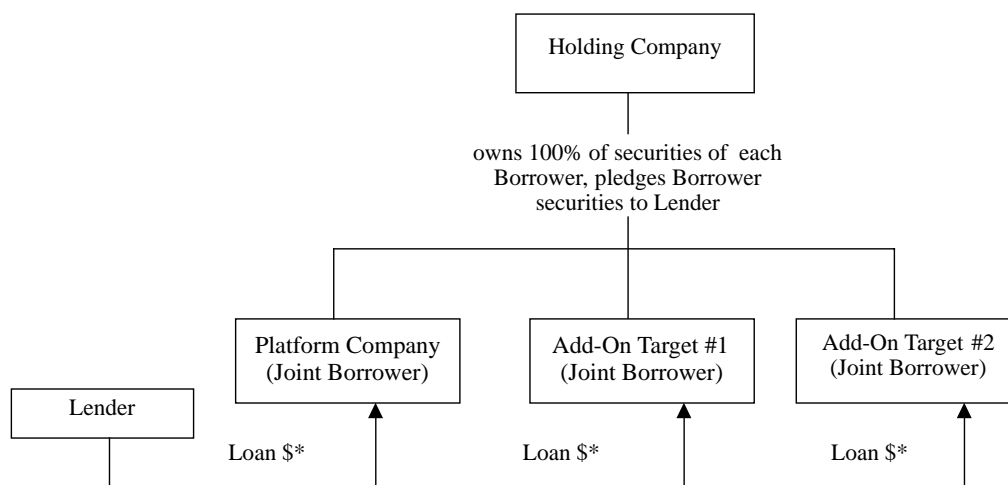 Holding Company
owns 100% of securities of each
Borrower, pledges Borrower
securities to Lender
Platform Company
(Joint Borrower)
Add-On Target #1
(Joint Borrower)
Add-On Target #2
(Joint Borrower)
Lender
Loan $*
Loan $*
Loan $*